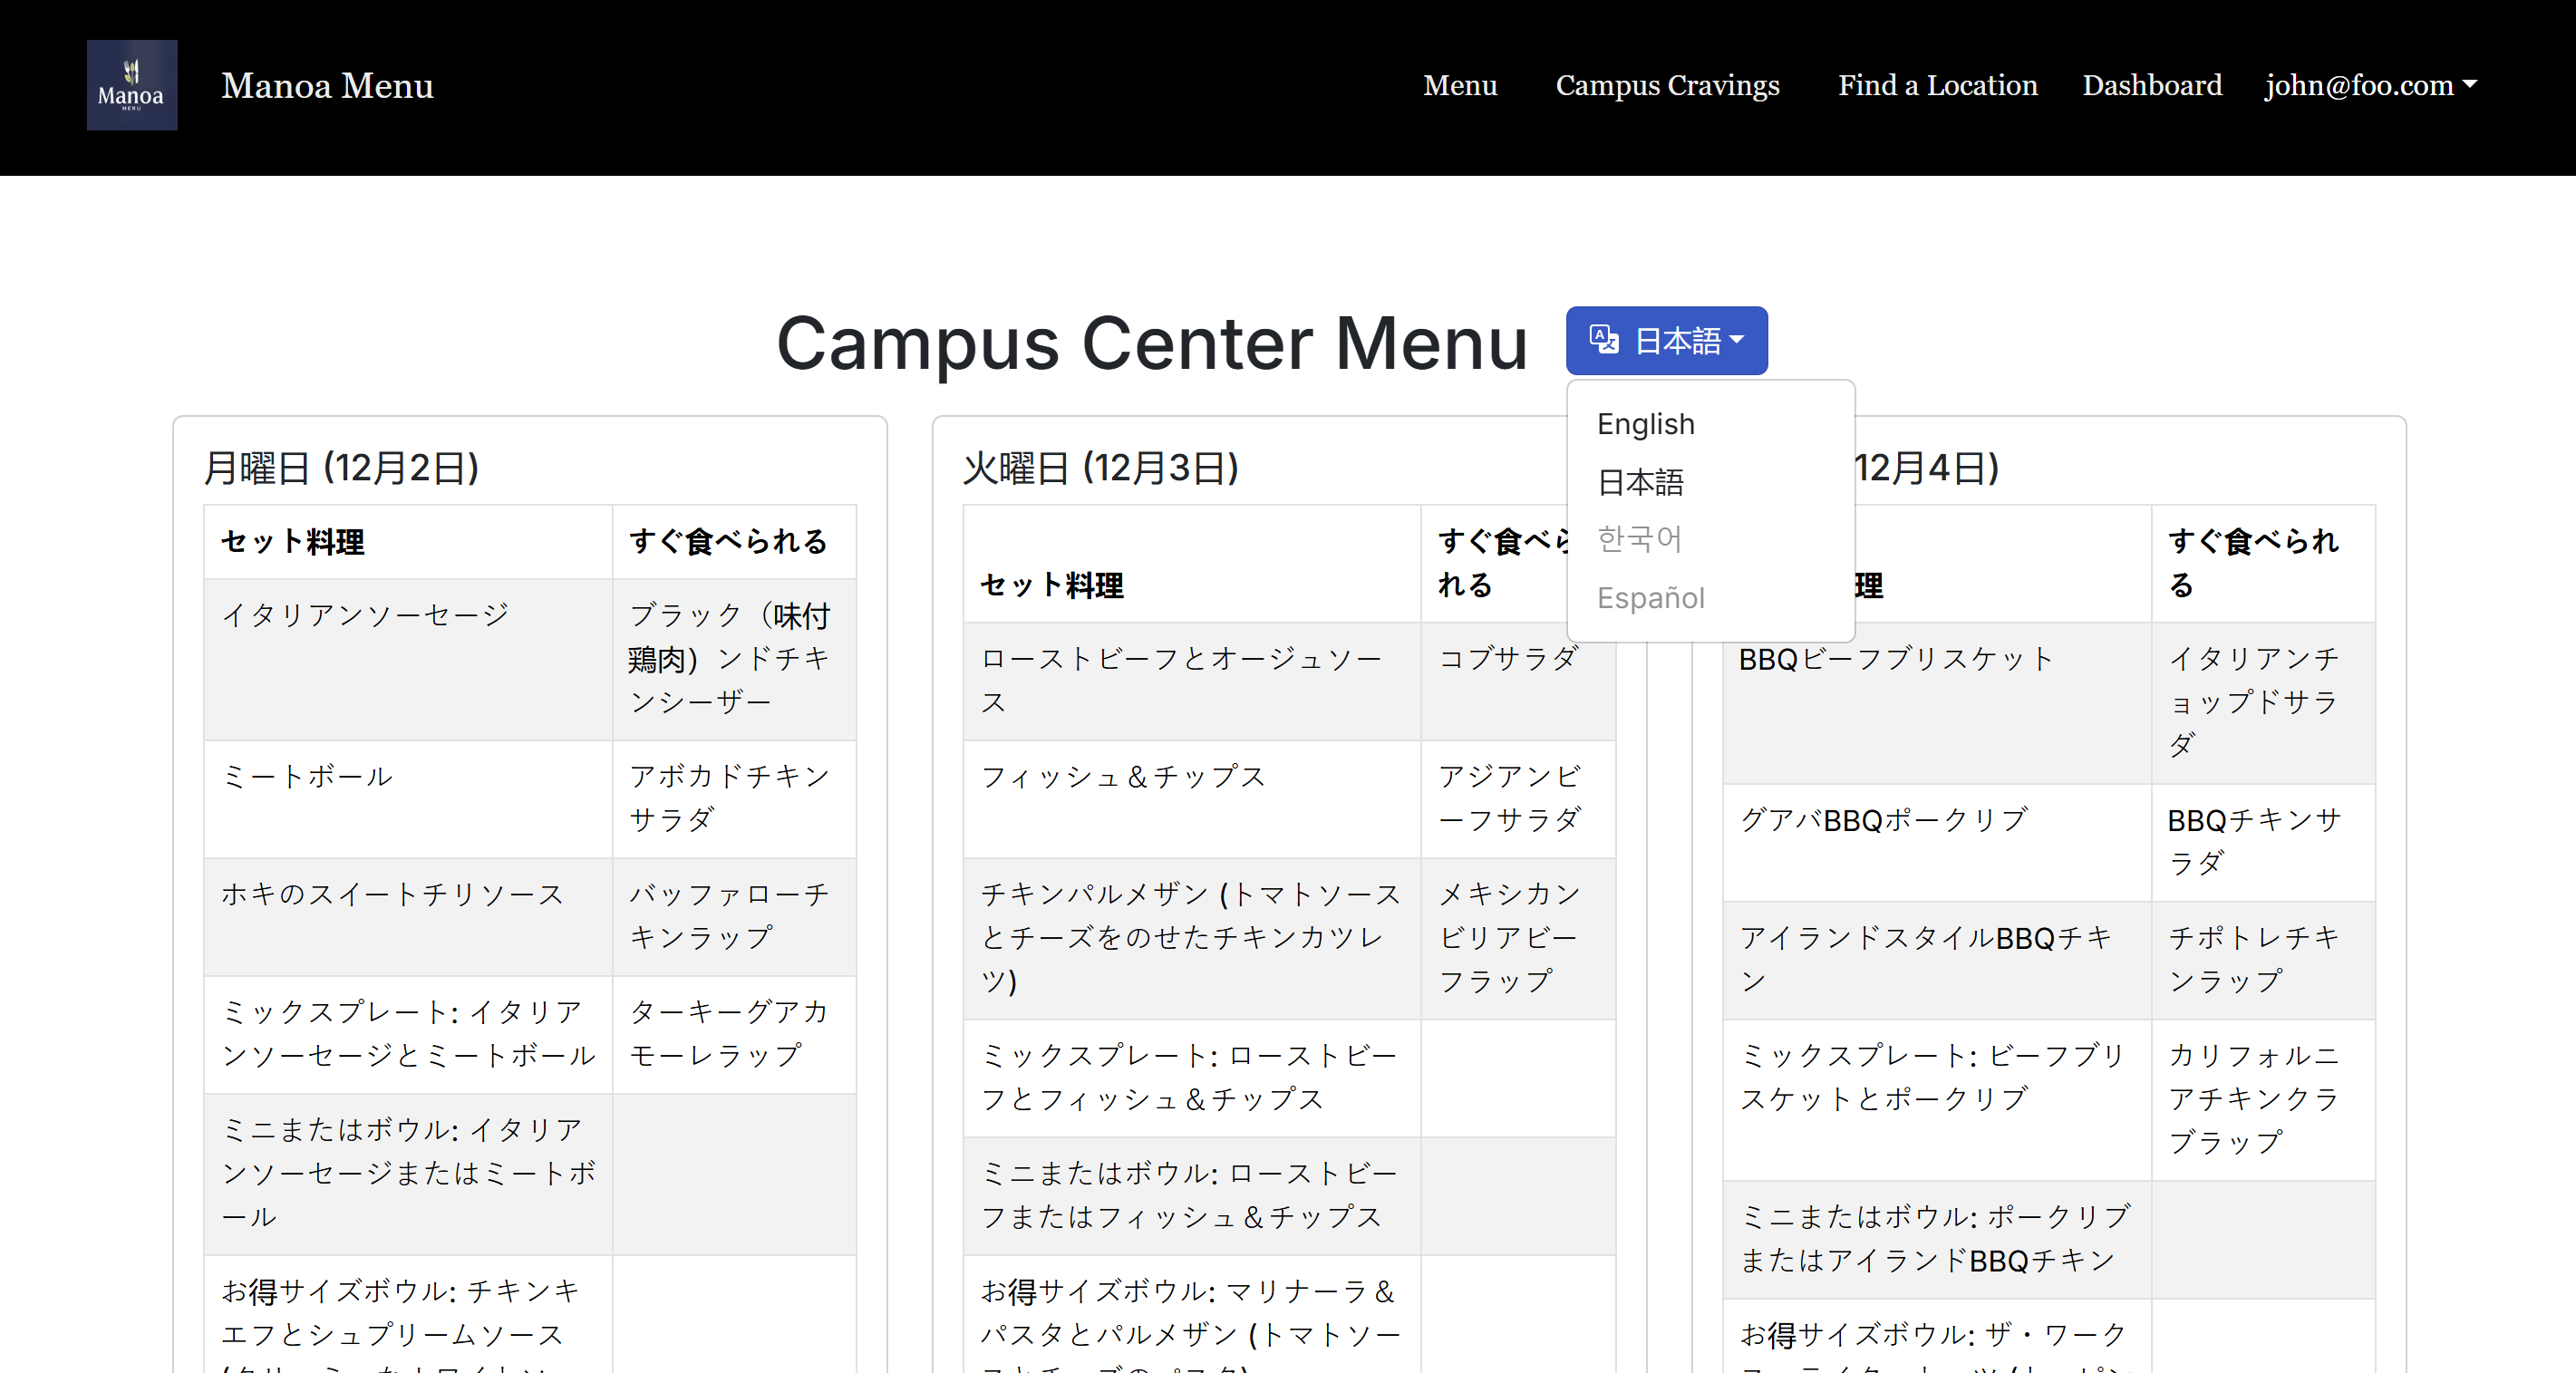 Manoa
MENU
Manoa Menu
Menu
Campus Cravings
Find a Location
Dashboard
john@foo.com
Campus Center Menu
日本語
English
日本語
한국어
Español
月曜日 (12月2日)
セット料理
すぐ食べられる
イタリアンソーセージ
ブラック（味付
鶏肉）ンドチキ
ンシーザー
ミートボール
アボカドチキン
サラダ
ホキのスイートチリソース
バッファローチ
キンラップ
ミックスプレート: イタリア
ンソーセージとミートボール
ターキーグアカ
モーレラップ
ミニまたはボウル: イタリア
ンソーセージまたはミートボ
ール
お得サイズボウル: チキンキ
エフとシュプリームソース
火曜日 (12月3日)
セット料理
すぐ食べら
れる
ローストビーフとオージュソー
ス
コブサラダ
フィッシュ＆チップス
アジアンビ
ーフサラダ
チキンパルメザン (トマトソース
とチーズをのせたチキンカツレ
ツ)
メキシカン
ビリアビー
フラップ
ミックスプレート: ローストビー
フとフィッシュ＆チップス
ミニまたはボウル: ローストビー
フまたはフィッシュ＆チップス
お得サイズボウル: マリナーラ＆
パスタとパルメザン (トマトソー
12月4日)
理
すぐ食べられ
る
BBQビーフブリスケット
イタリアンチ
ョップドサラ
ダ
グアバBBQポークリブ
BBQチキンサ
ラダ
アイランドスタイルBBQチキ
ン
チポトレチキ
ンラップ
ミックスプレート: ビーフブリ
スケットとポークリブ
カリフォルニ
アチキンクラ
ブラップ
ミニまたはボウル: ポークリブ
またはアイランドBBQチキン
お得サイズボウル: ザ・ワーク